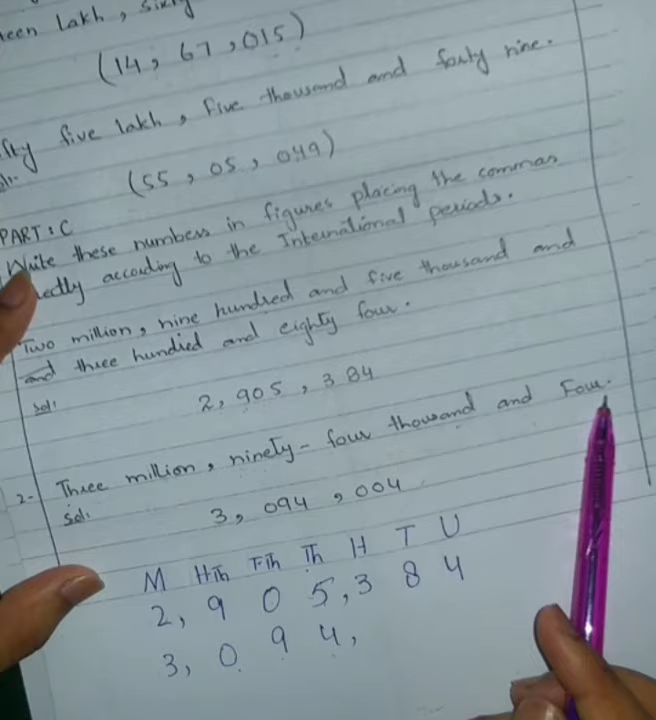 Lakh, sixty
(14, 67, 015)
five lakh, five thousand and forty nine.
(55, 05, 049)
PART: C
Write these numbers in figures placing the commas
according to the International periods.
Two million, nine hundred and five thousand and
and three hundred and eighty four.
Sol:
2,905,384
2- Three million, ninety-four thousand and Four.
Sol.
3, 094, 004
M HTh TTh Th H T U
2, 9 0 5, 3 8 4
3, 0 9 4,